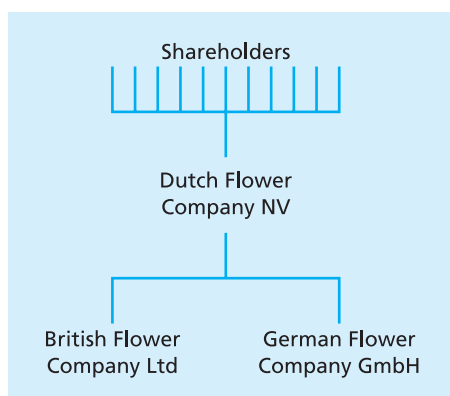 Shareholders
Dutch Flower
Company NV
British Flower
Company Ltd
German Flower
Company GmbH